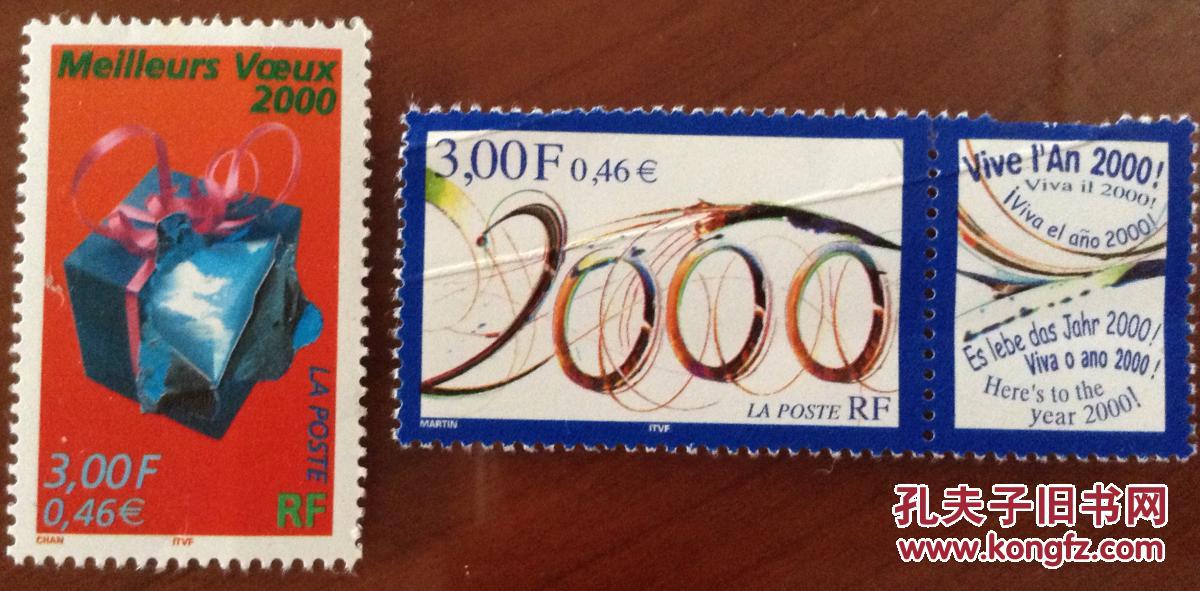 Meilleurs Vœux
2000
LA POSTE
3,00F
0,46€
RF
CHAN
ITVF
3,00F 0,46€
2000
LA POSTE RF
MARTIN
ITVF
Vive l'An 2000!
Viva il 2000!
¡Viva el año 2000!
Es lebe das Jahr 2000!
Viva o ano 2000!
Here's to the
year 2000!
孔夫子旧书网
www.kongfz.com